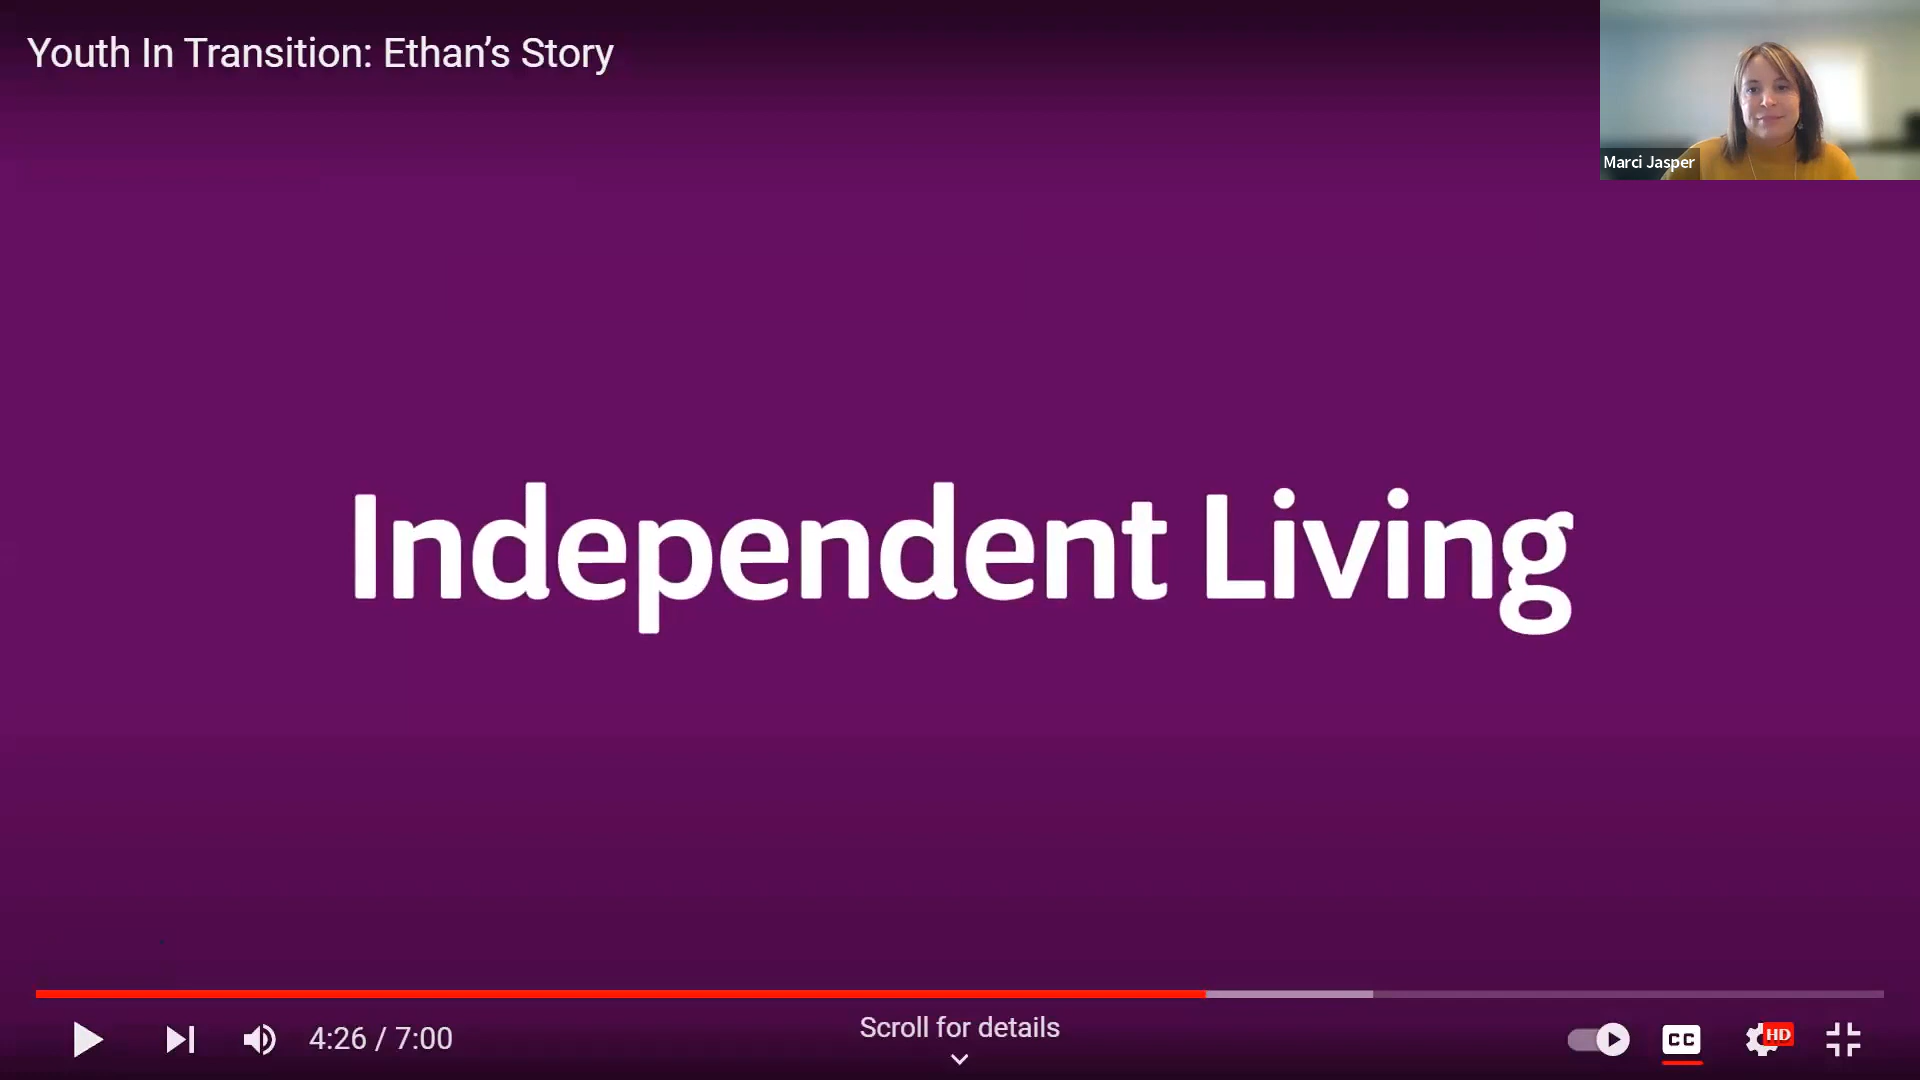 Youth In Transition: Ethan’s Story
Marci Jasper
Independent Living
4:26 / 7:00
Scroll for details
CC
HD